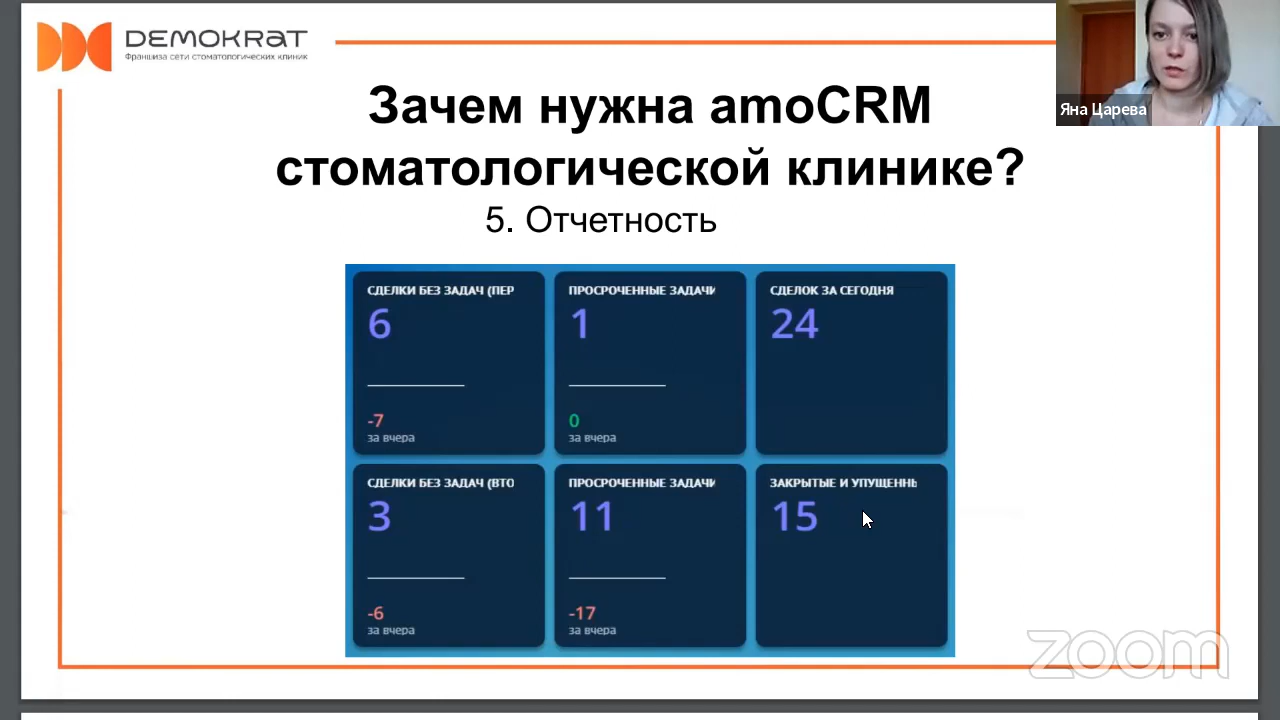 DEMOKRAT
Франшиза сети стоматологических клиник
Яна Царева
Зачем нужна amoCRM
стоматологической клинике?
5. Отчетность
СДЕЛКИ БЕЗ ЗАДАЧ (ПЕР
6
-7
за вчера
ПРОСРОЧЕННЫЕ ЗАДАЧИ
1
0
за вчера
СДЕЛОК ЗА СЕГОДНЯ
24
СДЕЛКИ БЕЗ ЗАДАЧ (ВТО
3
-6
за вчера
ПРОСРОЧЕННЫЕ ЗАДАЧИ
11
-17
за вчера
ЗАКРЫТЫЕ И УПУЩЕННЬ
15
zoom